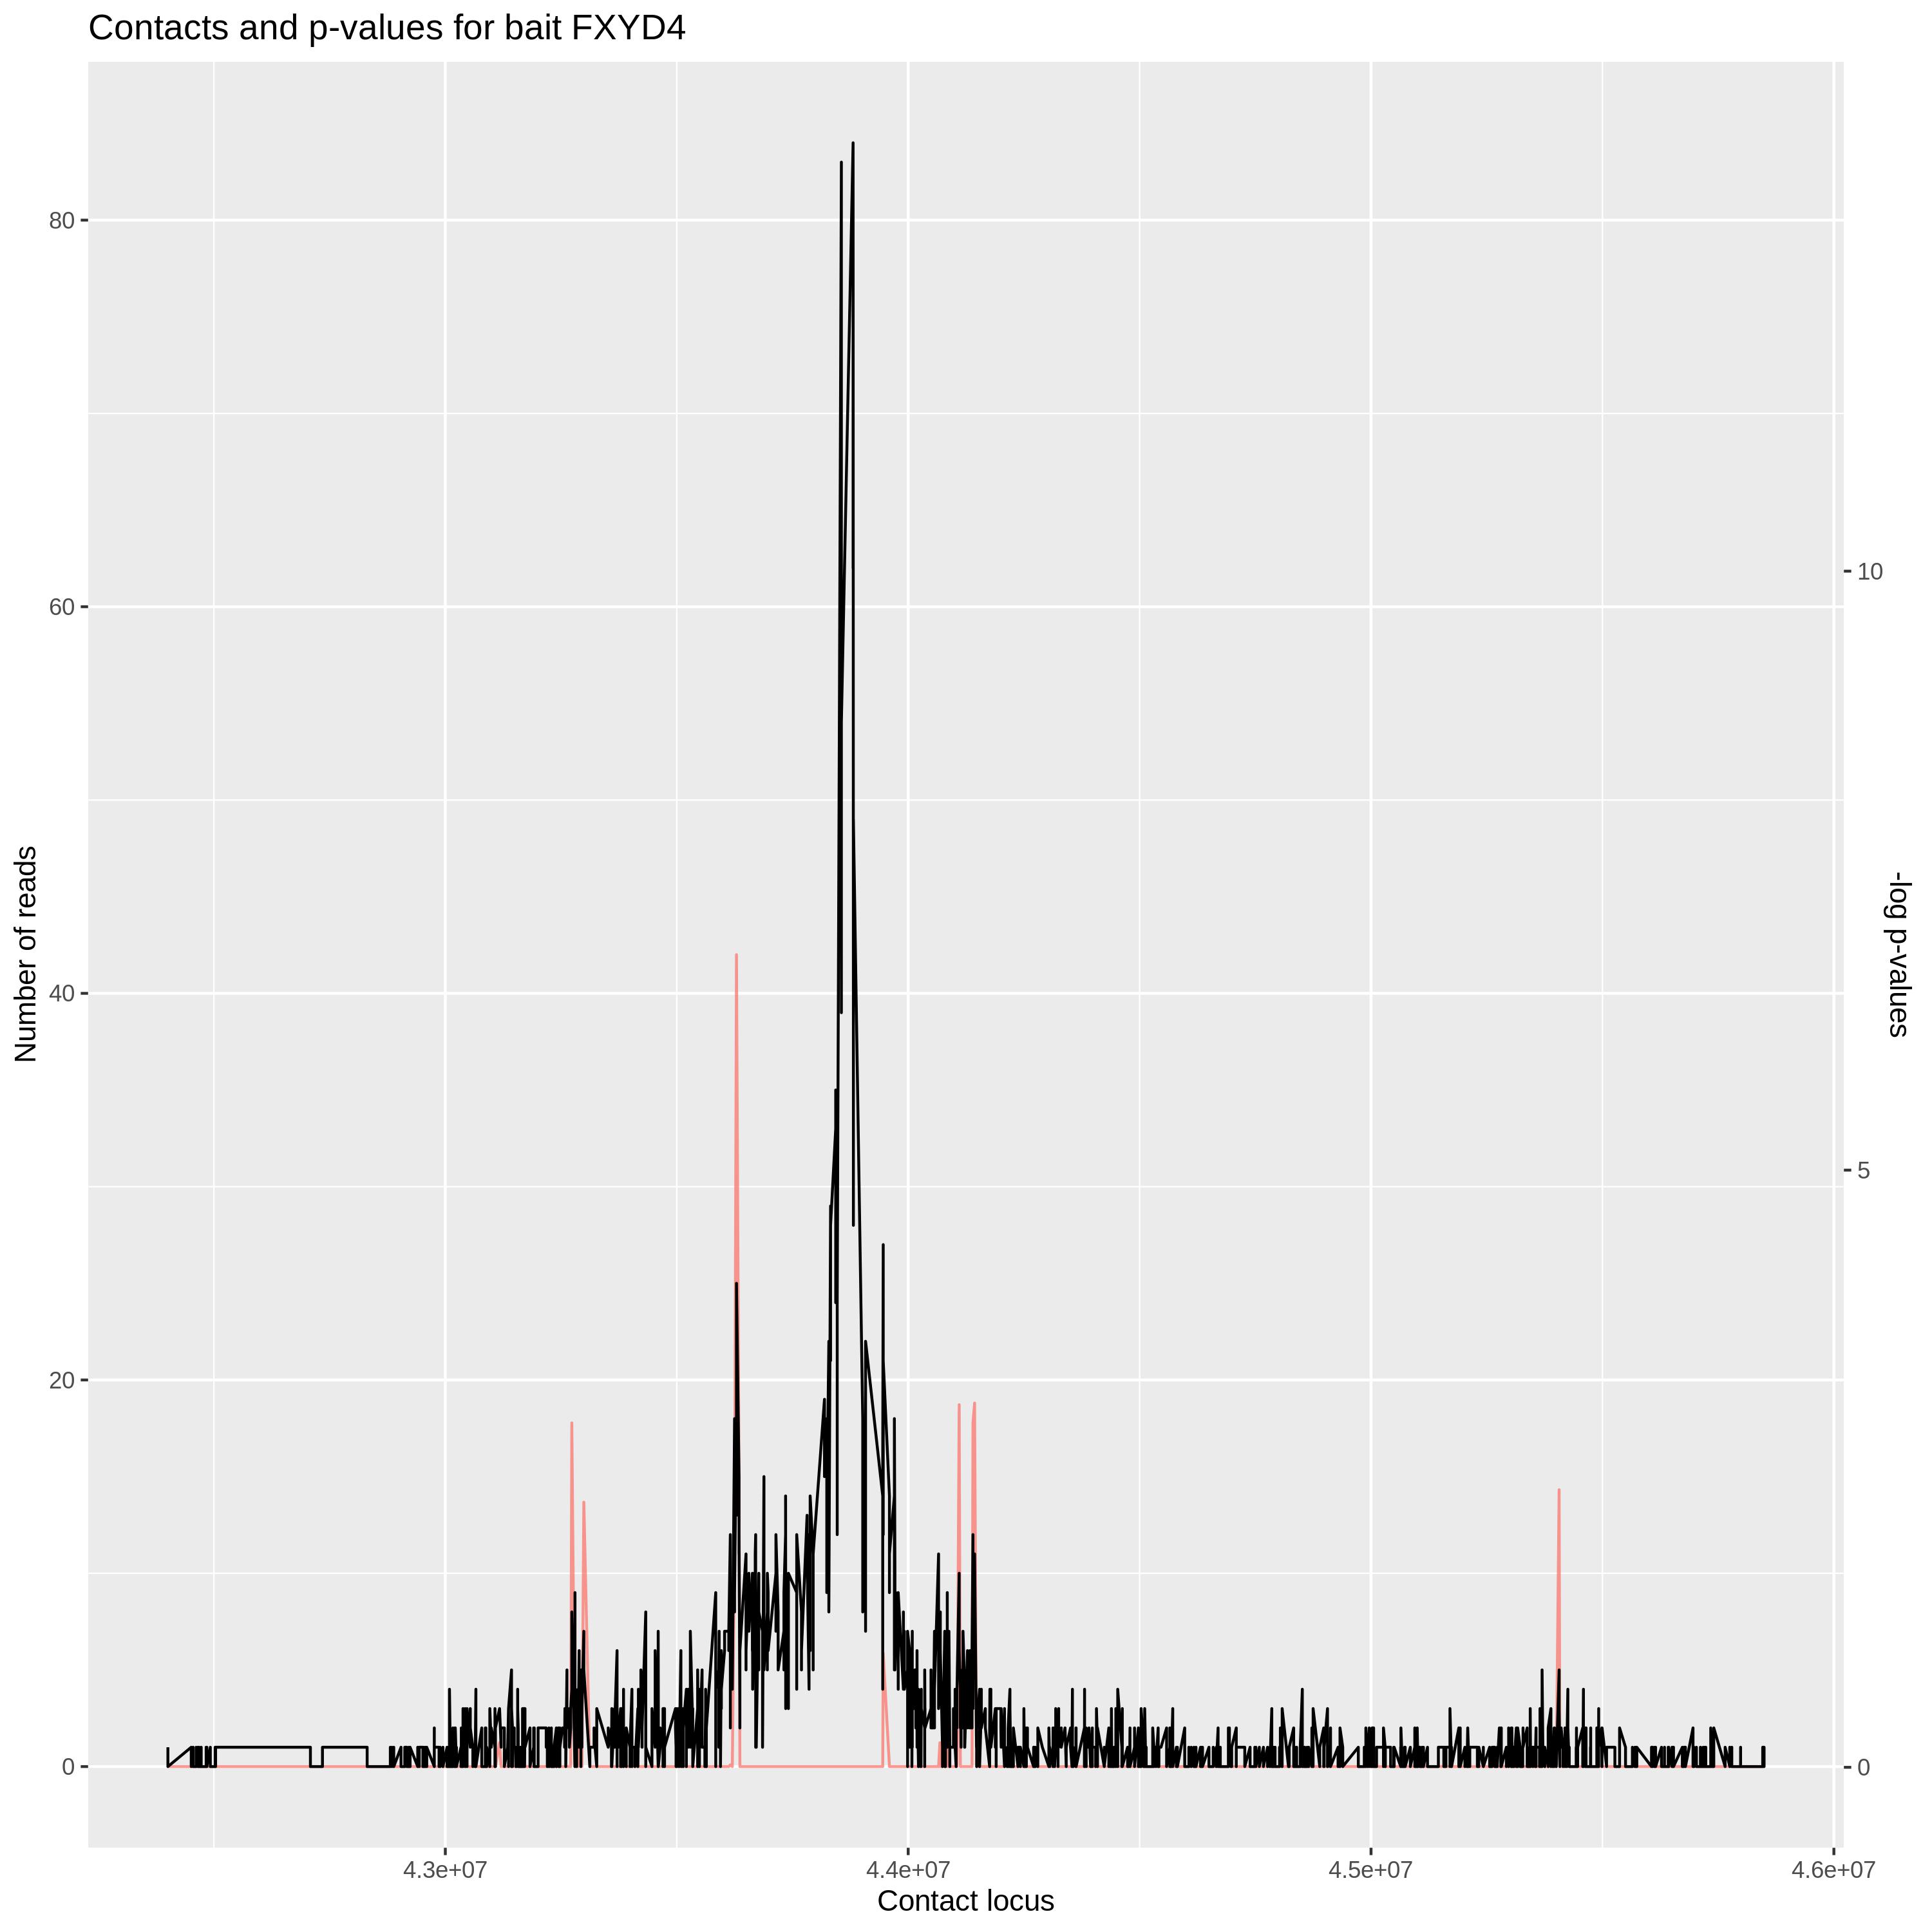 Contacts and p-values for bait FXYD4
80
60
40
20
0
Number of reads
10
5
0
-log p-values
4.3e+07
4.4e+07
4.5e+07
4.6e+07
Contact locus